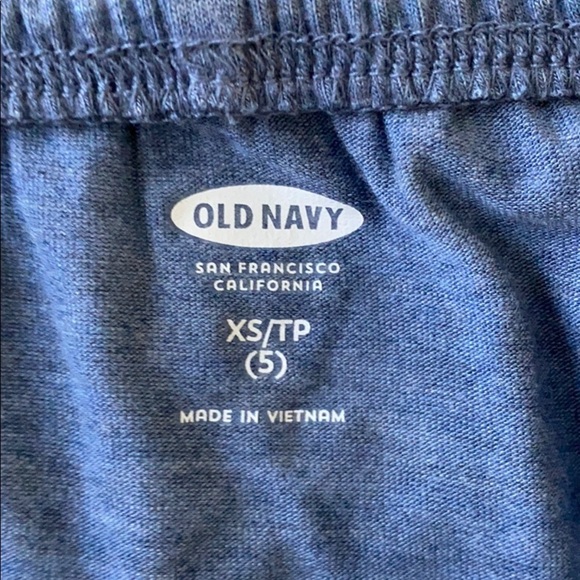 OLD NAVY
SAN FRANCISCO
CALIFORNIA
XS/TP
(5)
MADE IN VIETNAM